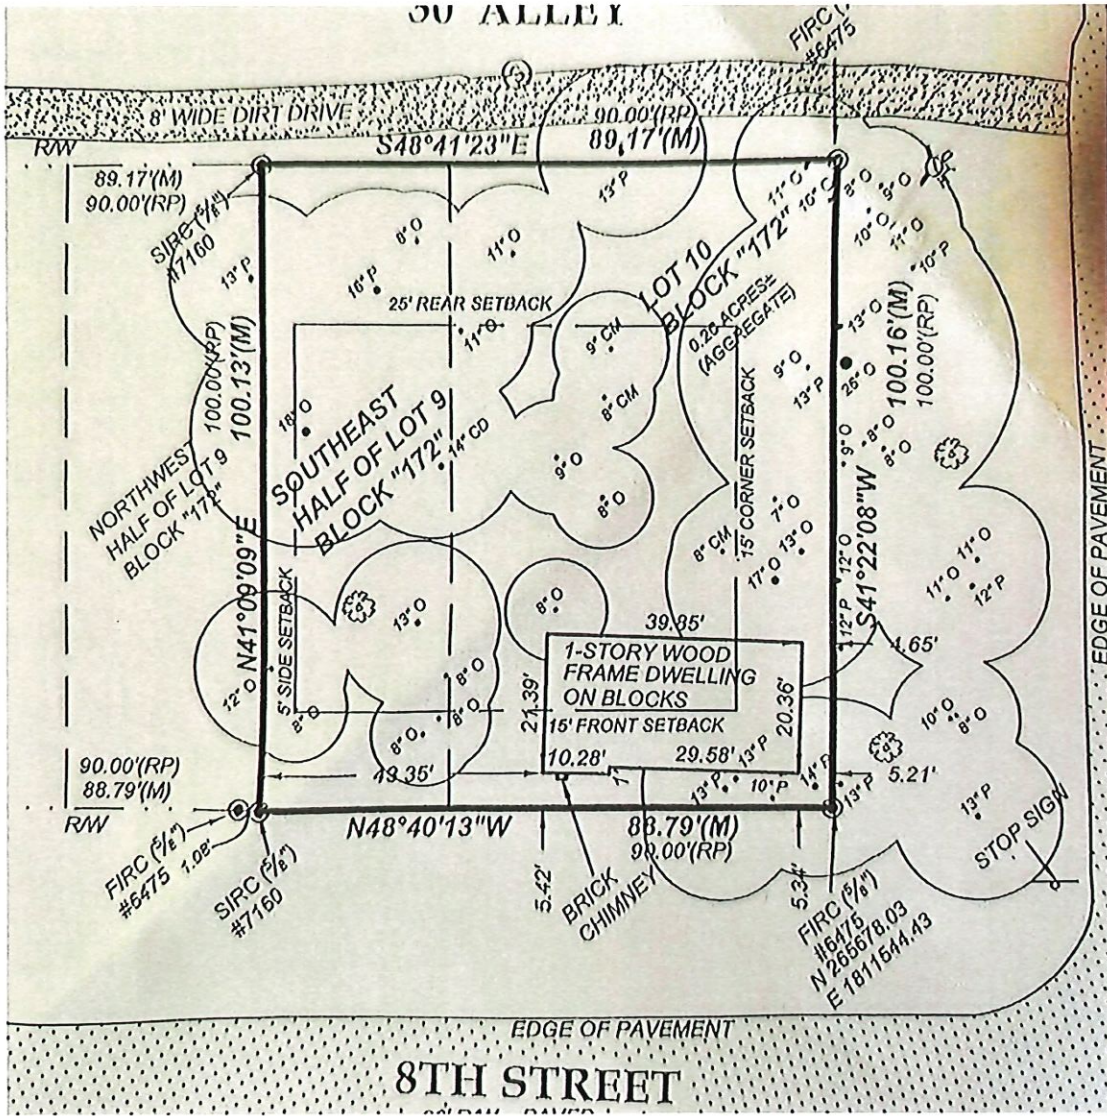 30' ALLEY
FIRC
#6475
8' WIDE DIRT DRIVE
R/W
S48°41'23"E
90.00'(RP)
89.17'(M)
89.17'(M)
90.00'(RP)
SIRC (5/8")
#7160
13" P
11" O
16" O
8" O
9" O
10" O
11" O
10" P
13" P
8" O
11" O
16" P
25' REAR SETBACK
11" O
LOT 10
BLOCK "172"
0.20 ACRES±
(AGGREGATE)
13" O
100.16'(M)
100.00'(RP)
9" CM
8" CM
9" O
13" P
26" O
100.00'(RP)
100.13'(M)
18" O
SOUTHEAST
HALF OF LOT 9
BLOCK "172"
14" CD
9" O
8" O
15' CORNER SETBACK
9" O
8" O
8" O
NORTHWEST
HALF OF LOT 9
BLOCK "172"
N41°09'09"E
S41°22'08"W
8" CM
7" O
13" O
17" O
12" O
12" P
11" O
11" O
12" P
EDGE OF PAVEMENT
5' SIDE SETBACK
13" O
8" O
39.85'
4.65'
1-STORY WOOD
FRAME DWELLING
ON BLOCKS
21.39'
20.36'
15' FRONT SETBACK
12" O
8" O
8" O
8" O
8" O
10" O
8" O
10.28'
29.58'
13" P
13" P
10" P
14" P
13" P
5.21'
13" P
STOP SIGN
90.00'(RP)
88.79'(M)
49.35'
R/W
N48°40'13"W
88.79'(M)
90.00'(RP)
FIRC (5/8")
#6475
1.08'
SIRC (5/8")
#7160
5.42'
BRICK
CHIMNEY
5.34'
FIRC (5/8")
#6475
N 265678.03
E 1811544.43
EDGE OF PAVEMENT
8TH STREET